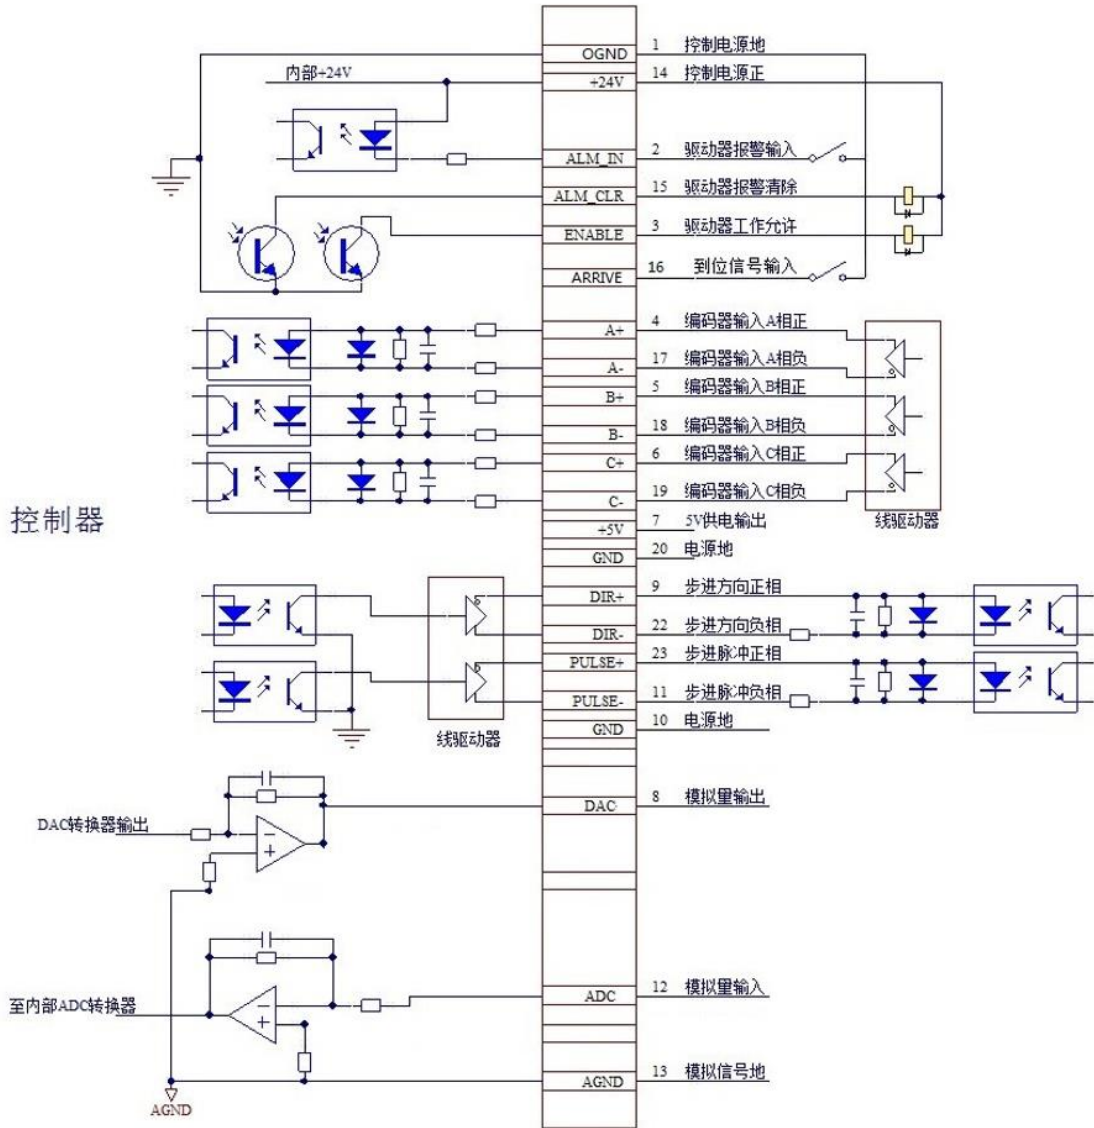 OGND 1 控制电源地
内部+24V +24V 14 控制电源正
ALM_IN 2 驱动器报警输入
ALM_CLR 15 驱动器报警清除
ENABLE 3 驱动器工作允许
ARRIVE 16 到位信号输入
A+ 4 编码器输入A相正
A- 17 编码器输入A相负
B+ 5 编码器输入B相正
B- 18 编码器输入B相负
C+ 6 编码器输入C相正
C- 19 编码器输入C相负
控制器
+5V 7 5V供电输出
线驱动器
GND 20 电源地
DIR+ 9 步进方向正相
DIR- 22 步进方向负相
PULSE+ 23 步进脉冲正相
PULSE- 11 步进脉冲负相
GND 10 电源地
线驱动器
DAC 8 模拟量输出
DAC转换器输出
ADC 12 模拟量输入
至内部ADC转换器
AGND 13 模拟信号地
AGND